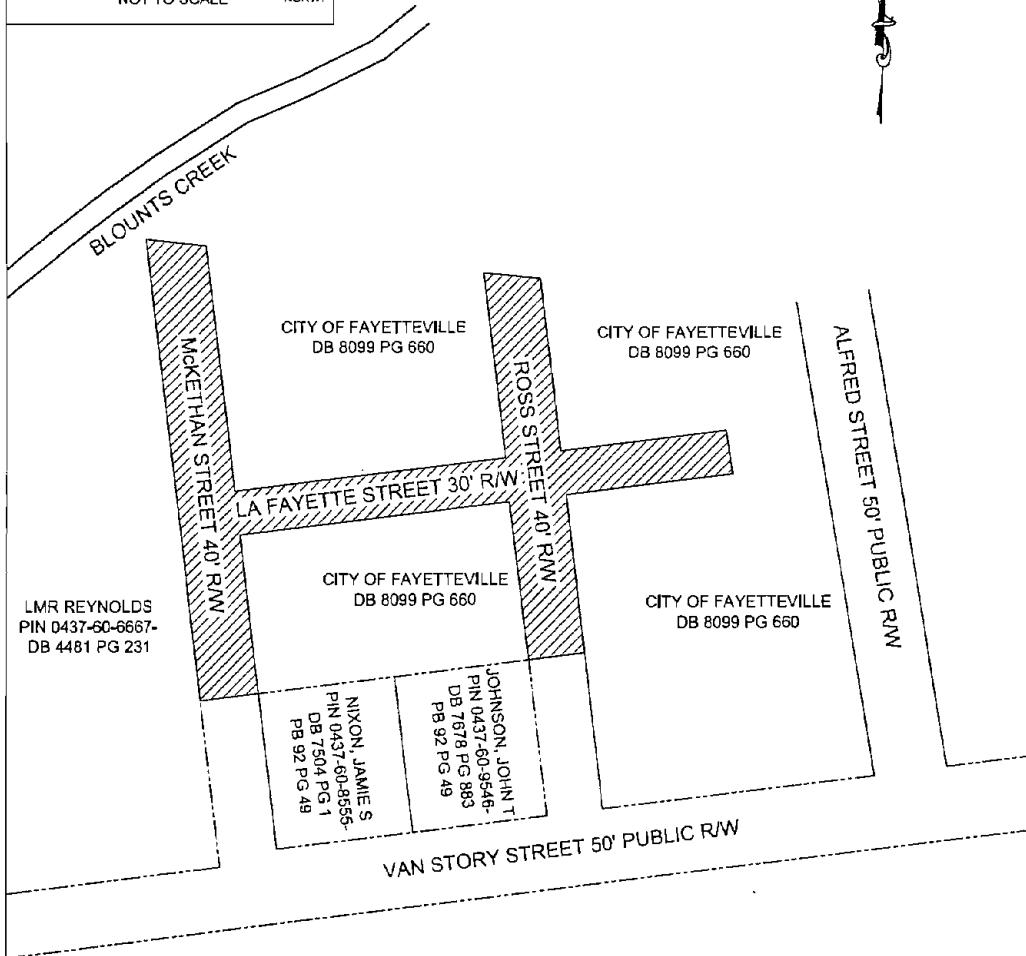 NOT TO SCALE
BLOUNTS CREEK
CITY OF FAYETTEVILLE
DB 8099 PG 660
CITY OF FAYETTEVILLE
DB 8099 PG 660
McKETHAN STREET 40' R/W
ROSS STREET 40' R/W
ALFRED STREET 50' PUBLIC R/W
LA FAYETTE STREET 30' R/W
CITY OF FAYETTEVILLE
DB 8099 PG 660
CITY OF FAYETTEVILLE
DB 8099 PG 660
LMR REYNOLDS
PIN 0437-60-6667-
DB 4481 PG 231
NIXON, JAMIE S
PIN 0437-60-8555-
DB 7504 PG 1
PB 92 PG 49
JOHNSON, JOHN T
PIN 0437-60-9546-
DB 7678 PG 883
PB 92 PG 49
VAN STORY STREET 50' PUBLIC R/W